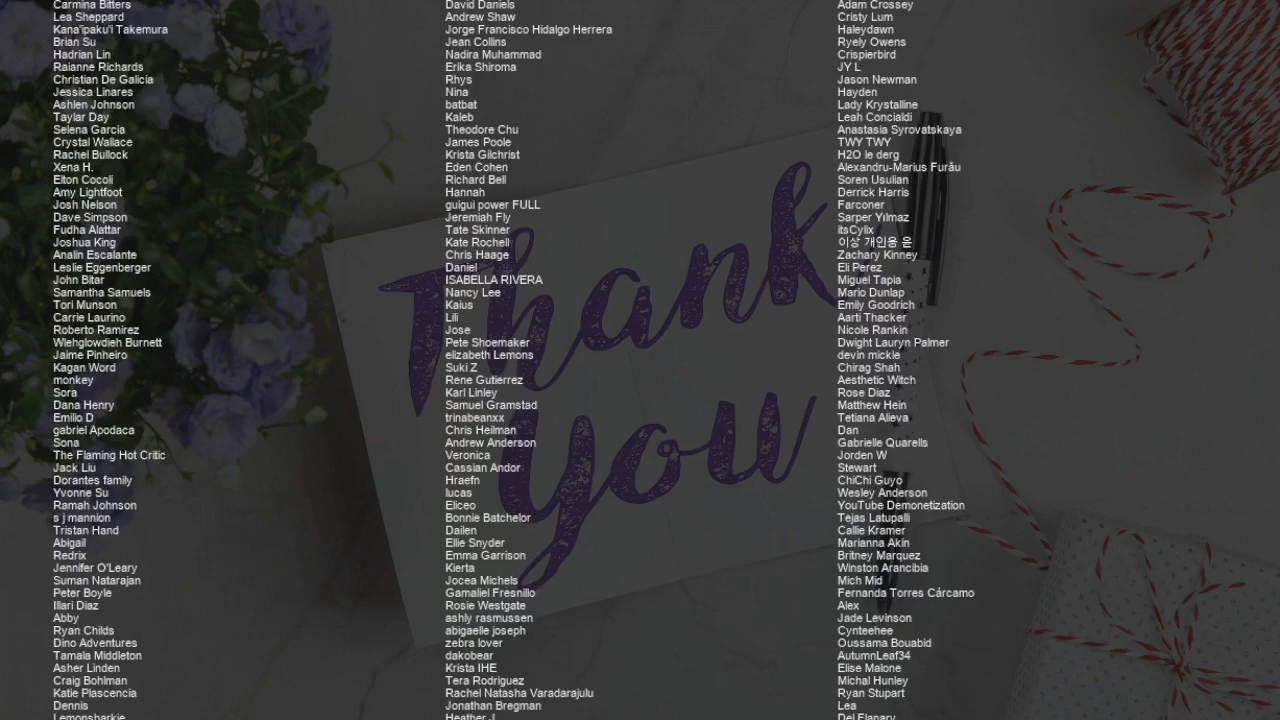 Carmina Bitters
Lea Sheppard
Kana'ipaku'i Takemura
Brian Su
Hadrian Lin
Raianne Richards
Christian De Galicia
Jessica Linares
Ashlen Johnson
Taylar Day
Selena Garcia
Crystal Wallace
Rachel Bullock
Xena H.
Elton Cocoli
Amy Lightfoot
Josh Nelson
Dave Simpson
Fudha Alattar
Joshua King
Analin Escalante
Leslie Eggenberger
John Bitar
Samantha Samuels
Tori Munson
Carrie Laurino
Roberto Ramirez
Wlehglowdieh Burnett
Jaime Pinheiro
Kagan Word
monkey
Sora
Dana Henry
Emilio D
gabriel Apodaca
Sona
The Flaming Hot Critic
Jack Liu
Dorantes family
Yvonne Su
Ramah Johnson
s j mannion
Tristan Hand
Abigail
Redrix
Jennifer O'Leary
Suman Natarajan
Peter Boyle
Illari Diaz
Abby
Ryan Childs
Dino Adventures
Tamala Middleton
Asher Linden
Craig Bohlman
Katie Plascencia
Dennis
Lemonsharkie
David Daniels
Andrew Shaw
Jorge Francisco Hidalgo Herrera
Jean Collins
Nadira Muhammad
Erika Shiroma
Rhys
Nina
batbat
Kaleb
Theodore Chu
James Poole
Krista Gilchrist
Eden Cohen
Richard Bell
Hannah
guigui power FULL
Jeremiah Fly
Tate Skinner
Kate Rochell
Chris Haage
Daniel
ISABELLA RIVERA
Nancy Lee
Kaius
Lili
Jose
Pete Shoemaker
elizabeth Lemons
Suki Z
Rene Gutierrez
Karl Linley
Samuel Gramstad
trinabeanxx
Chris Heilman
Andrew Anderson
Veronica
Cassian Andor
Hraefn
lucas
Eliceo
Bonnie Batchelor
Dailen
Ellie Snyder
Emma Garrison
Kierta
Jocea Michels
Gamaliel Fresnillo
Rosie Westgate
ashly rasmussen
abigaelle joseph
zebra lover
dakobear
Krista IHE
Tera Rodriguez
Rachel Natasha Varadarajulu
Jonathan Bregman
Heather J
Adam Crossey
Cristy Lum
Haleydawn
Ryely Owens
Crispierbird
JY L
Jason Newman
Hayden
Lady Krystalline
Leah Concialdi
Anastasia Syrovatskaya
TWY TWY
H2O le derg
Alexandru-Marius Furău
Soren Usulian
Derrick Harris
Farconer
Sarper Yılmaz
itsCylix
이상 개인용 윤
Zachary Kinney
Eli Perez
Miguel Tapia
Mario Dunlap
Emily Goodrich
Aarti Thacker
Nicole Rankin
Dwight Lauryn Palmer
devin mickle
Chirag Shah
Aesthetic Witch
Rose Diaz
Matthew Hein
Tetiana Alieva
Dan
Gabrielle Quarells
Jorden W
Stewart
ChiChi Guyo
Wesley Anderson
YouTube Demonetization
Tejas Latupalli
Callie Kramer
Marianna Akin
Britney Marquez
Winston Arancibia
Mich Mid
Fernanda Torres Cárcamo
Alex
Jade Levinson
Cynteehee
Oussama Bouabid
AutumnLeaf34
Elise Malone
Michal Hunley
Ryan Stupart
Lea
Del Flanary
Thank
you